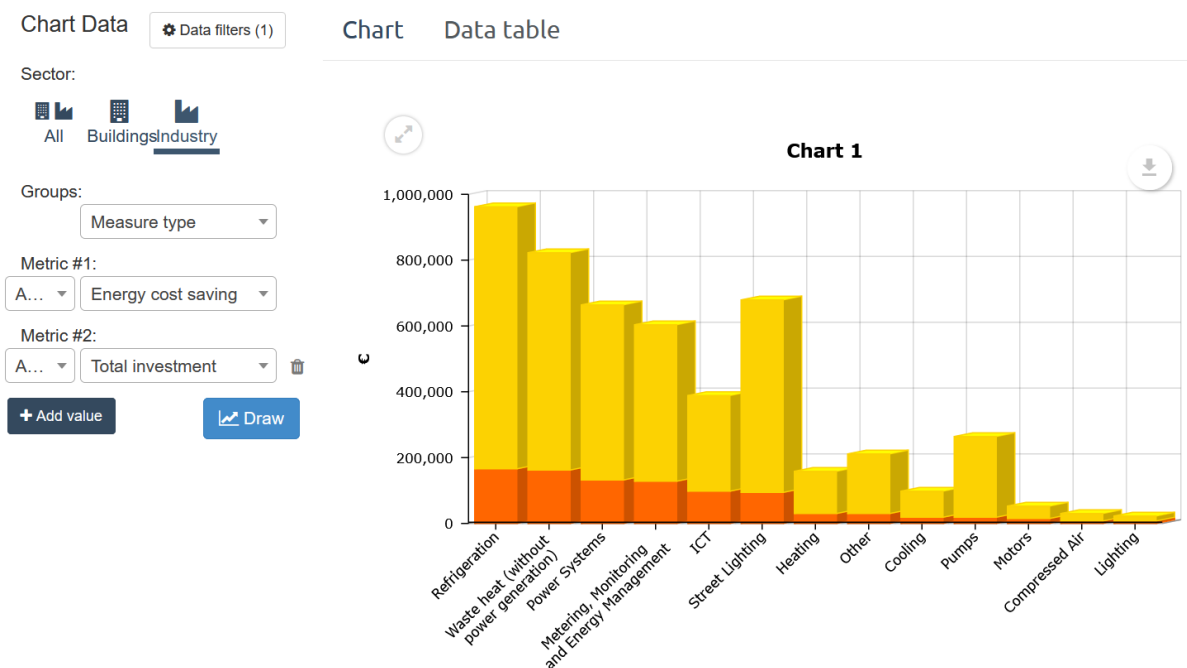 Chart Data
Data filters (1)
Sector:
All
Buildings
Industry
Groups:
Measure type
Metric #1:
A...
Energy cost saving
Metric #2:
A...
Total investment
Add value
Draw
Chart
Data table
Chart 1
€
1,000,000
800,000
600,000
400,000
200,000
0
Refrigeration
Waste heat (without
power generation)
Power Systems
Metering, Monitoring
and Energy Management
ICT
Street Lighting
Heating
Other
Cooling
Pumps
Motors
Compressed Air
Lighting